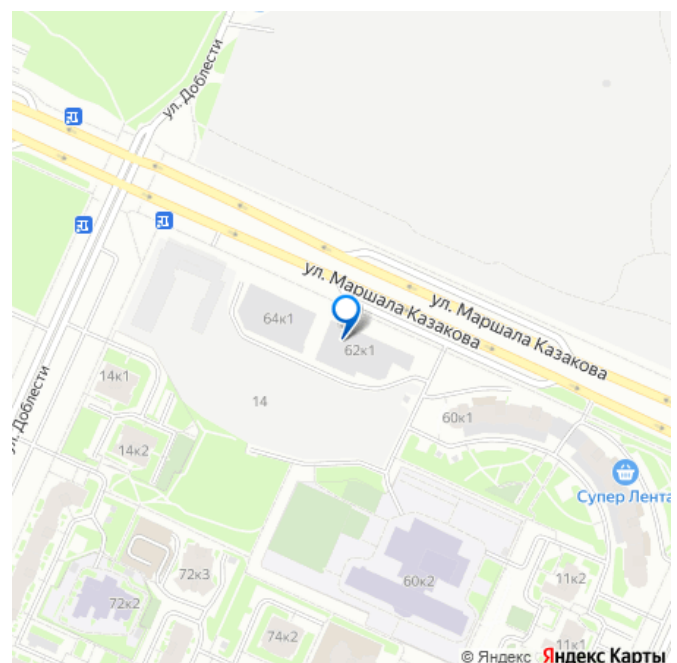 ул. Доблести
ул. Маршала Казакова
ул. Маршала Казакова
64к1
62к1
14к1
14
ул. Доблести
60к1
14к2
Супер Лента
72к3
60к2
11к2
72к2
74к2
11к1
© Яндекс Яндекс Карты